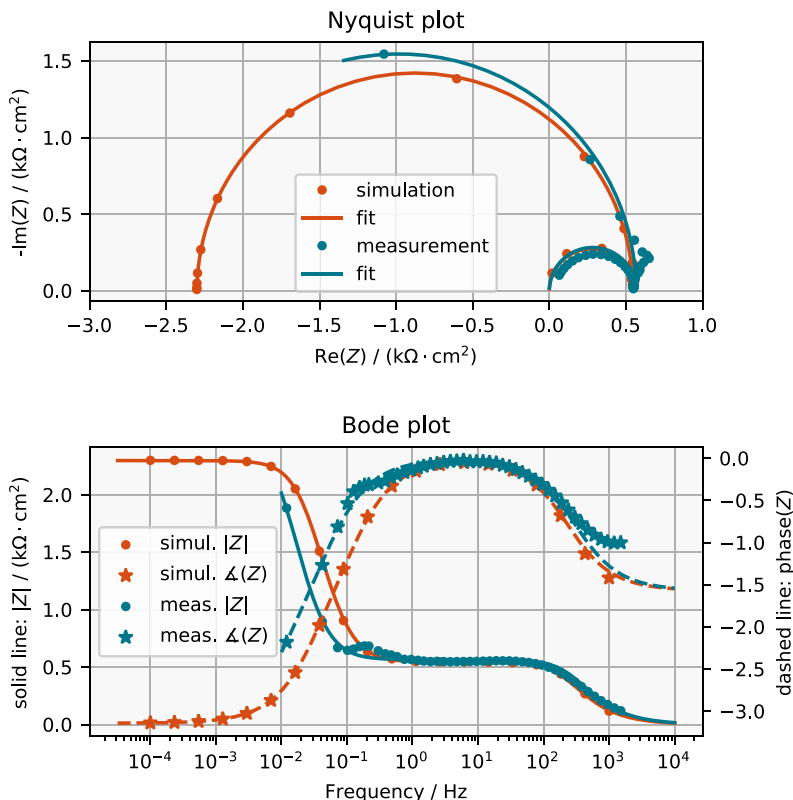 Nyquist plot
-Im(Z) / (kΩ · cm²)
1.5
1.0
0.5
0.0
simulation
fit
measurement
fit
−3.0 −2.5 −2.0 −1.5 −1.0 −0.5 0.0 0.5 1.0
Re(Z) / (kΩ · cm²)
Bode plot
solid line: |Z| / (kΩ · cm²)
2.0
1.5
1.0
0.5
0.0
simul. |Z|
simul. ∡(Z)
meas. |Z|
meas. ∡(Z)
0.0
−0.5
−1.0
−1.5
−2.0
−2.5
−3.0
dashed line: phase(Z)
10⁻⁴ 10⁻³ 10⁻² 10⁻¹ 10⁰ 10¹ 10² 10³ 10⁴
Frequency / Hz